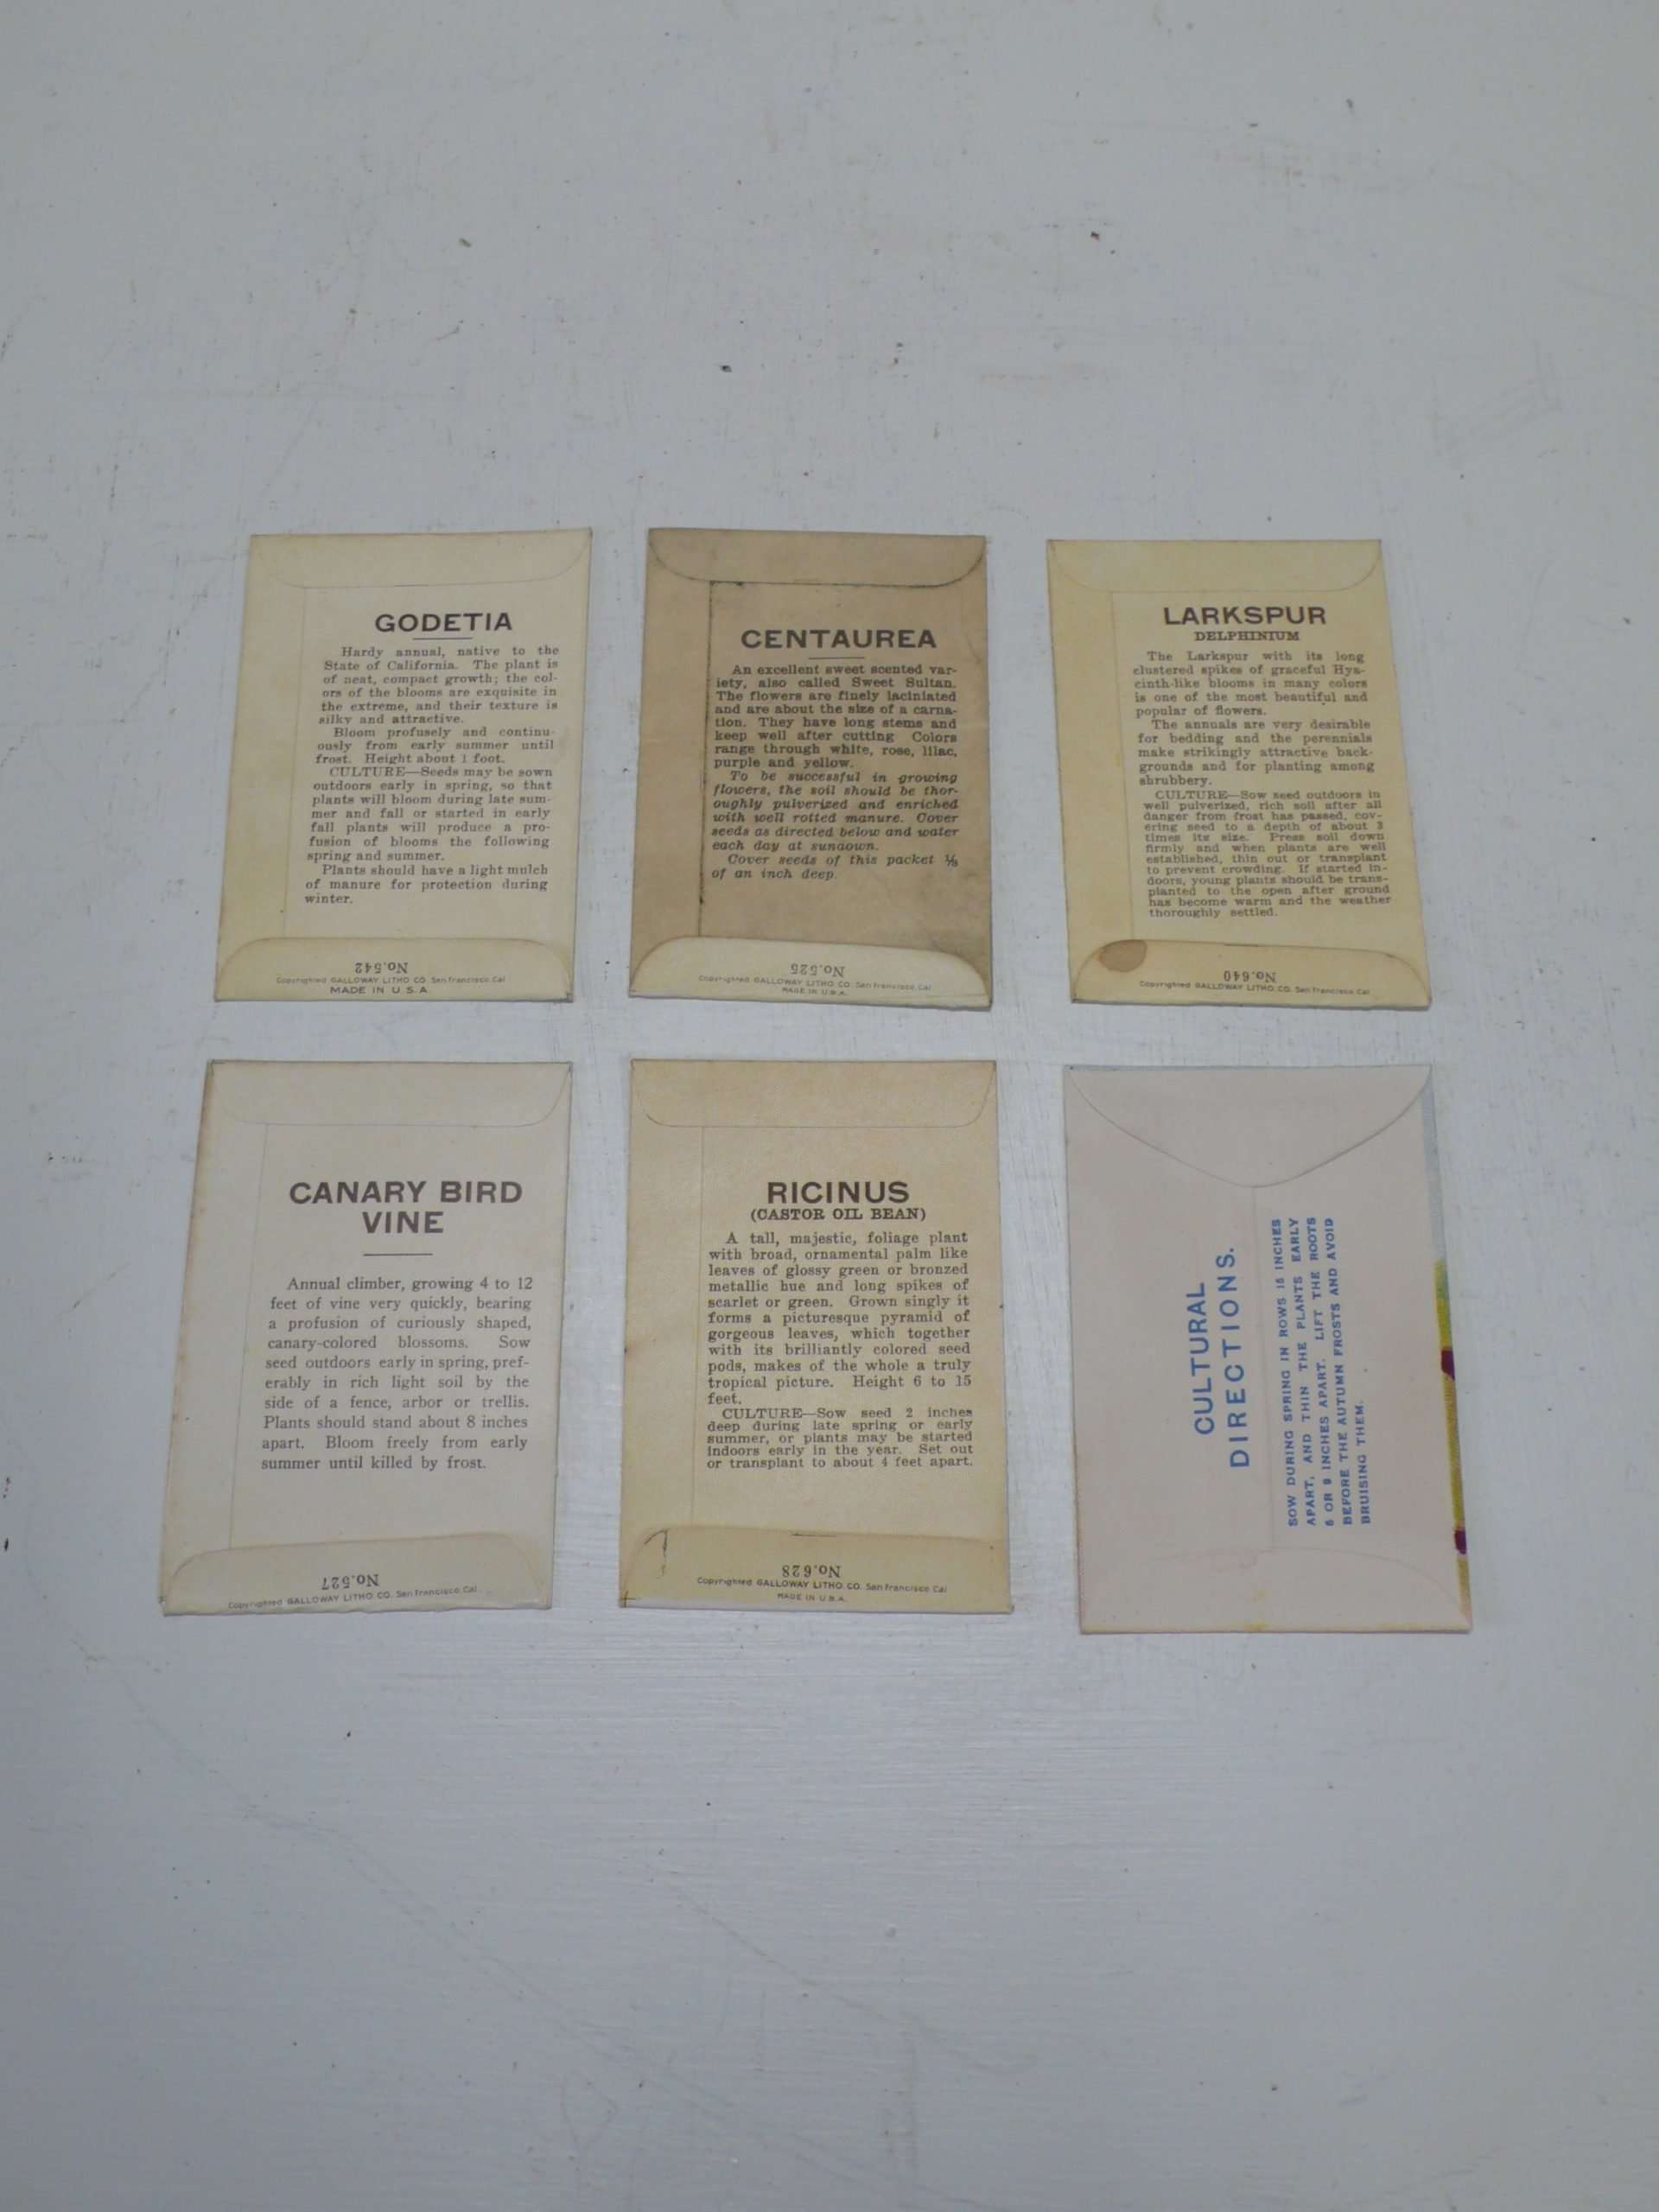 GODETIA
Hardy annual, native to the
State of California. The plant is
of neat, compact growth; the col-
ors of the blooms are exquisite in
the extreme, and their texture is
silky and attractive.
Bloom profusely and continu-
ously from early summer until
frost. Height about 1 foot.
CULTURE—Seeds may be sown
outdoors early in spring, so that
plants will bloom during late sum-
mer and fall or started in early
fall plants will produce a pro-
fusion of blooms the following
spring and summer.
Plants should have a light mulch
of manure for protection during
winter.
No.542
Copyrighted GALLOWAY LITHO CO. San Francisco Cal
MADE IN U.S.A.
CENTAUREA
An excellent sweet scented var-
iety, also called Sweet Sultan.
The flowers are finely laciniated
and are about the size of a carna-
tion. They have long stems and
keep well after cutting Colors
range through white, rose, lilac,
purple and yellow.
To be successful in growing
flowers, the soil should be thor-
oughly pulverized and enriched
with well rotted manure. Cover
seeds as directed below and water
each day at sundown.
Cover seeds of this packet ⅛
of an inch deep.
No.525
Copyrighted GALLOWAY LITHO CO. San Francisco Cal
MADE IN U.S.A.
LARKSPUR
DELPHINIUM
The Larkspur with its long
clustered spikes of graceful Hya-
cinth-like blooms in many colors
is one of the most beautiful and
popular of flowers.
The annuals are very desirable
for bedding and the perennials
make strikingly attractive back-
grounds and for planting among
shrubbery.
CULTURE—Sow seed outdoors in
well pulverized, rich soil after all
danger from frost has passed, cov-
ering seed to a depth of about 3
times its size. Press soil down
firmly and when plants are well
established, thin out or transplant
to prevent crowding. If started in-
doors, young plants should be trans-
planted to the open after ground
has become warm and the weather
thoroughly settled.
No.640
Copyrighted GALLOWAY LITHO. CO. San Francisco Cal
CANARY BIRD
VINE
Annual climber, growing 4 to 12
feet of vine very quickly, bearing
a profusion of curiously shaped,
canary-colored blossoms. Sow
seed outdoors early in spring, pref-
erably in rich light soil by the
side of a fence, arbor or trellis.
Plants should stand about 8 inches
apart. Bloom freely from early
summer until killed by frost.
No.527
Copyrighted GALLOWAY LITHO CO. San Francisco Cal
RICINUS
(CASTOR OIL BEAN)
A tall, majestic, foliage plant
with broad, ornamental palm like
leaves of glossy green or bronzed
metallic hue and long spikes of
scarlet or green. Grown singly it
forms a picturesque pyramid of
gorgeous leaves, which together
with its brilliantly colored seed
pods, makes of the whole a truly
tropical picture. Height 6 to 15
feet.
CULTURE—Sow seed 2 inches
deep during late spring or early
summer, or plants may be started
indoors early in the year. Set out
or transplant to about 4 feet apart.
No.628
Copyrighted GALLOWAY LITHO CO. San Francisco Cal
MADE IN U.S.A.
CULTURAL
DIRECTIONS.
SOW DURING SPRING IN ROWS 15 INCHES
APART, AND THIN THE PLANTS EARLY
6 OR 8 INCHES APART. LIFT THE ROOTS
BEFORE THE AUTUMN FROSTS AND AVOID
BRUISING THEM.